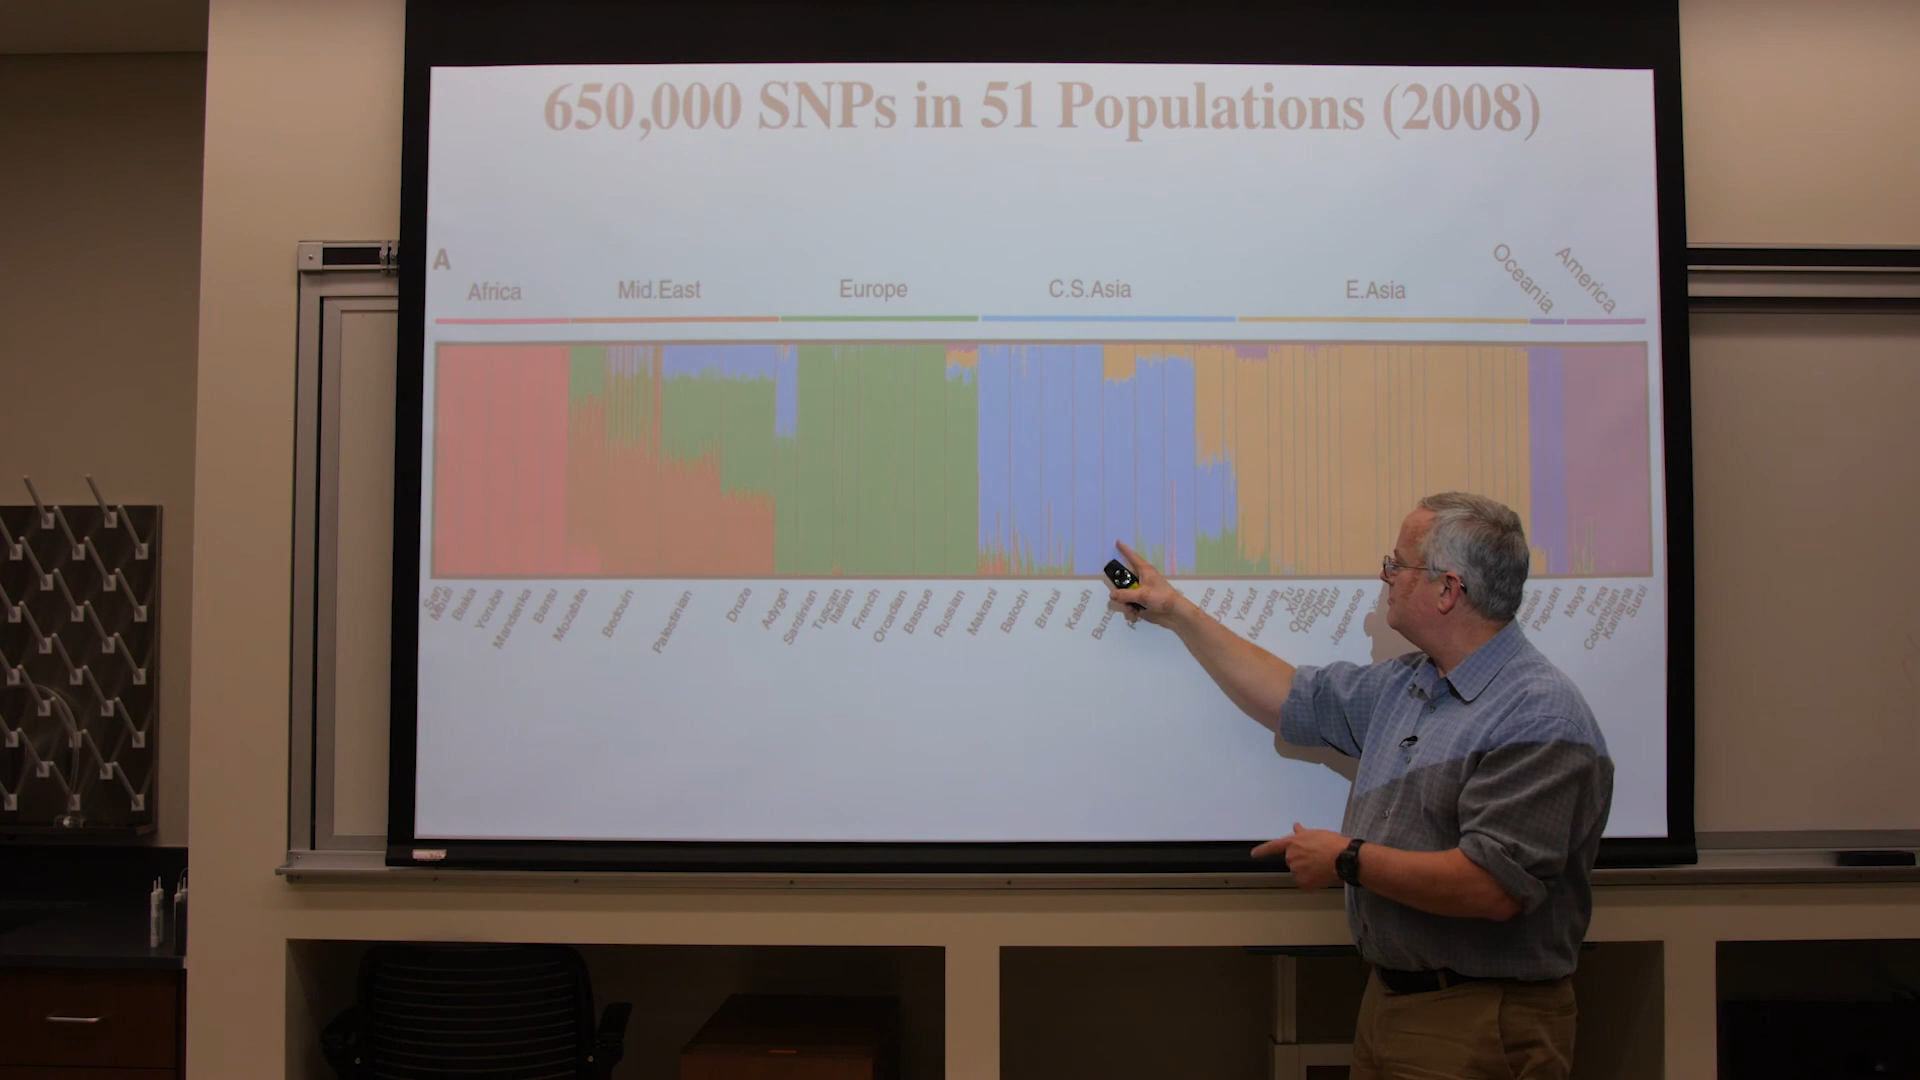 650,000 SNPs in 51 Populations (2008)
A
Africa
Mid.East
Europe
C.S.Asia
E.Asia
Oceania
America
San
Mbuti
Biaka
Yoruba
Mandenka
Bantu
Mozabite
Bedouin
Palestinian
Druze
Adygei
Sardinian
Tuscan
Italian
French
Orcadian
Basque
Russian
Makrani
Balochi
Brahui
Kalash
Yakut
Mongola
Tu
Xibo
Oroqen
Hezhen
Daur
Japanese
Papuan
Maya
Pima
Colombian
Karitiana
Surui